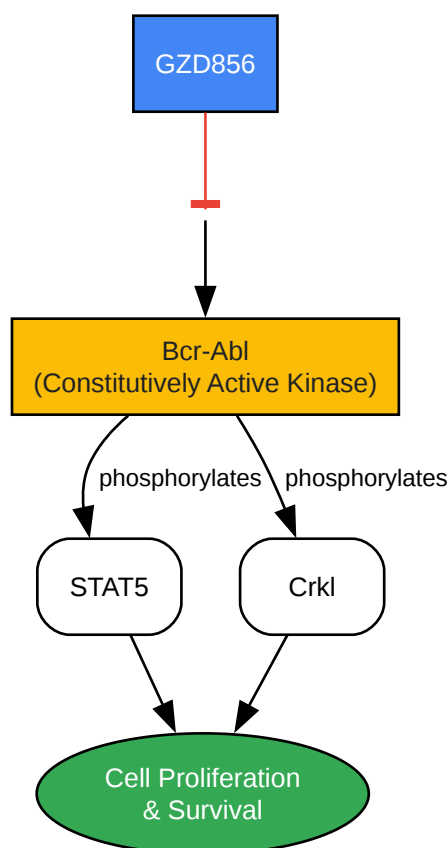 GZD856
Bcr-Abl
(Constitutively Active Kinase)
phosphorylates
phosphorylates
STAT5
Crkl
Cell Proliferation
& Survival